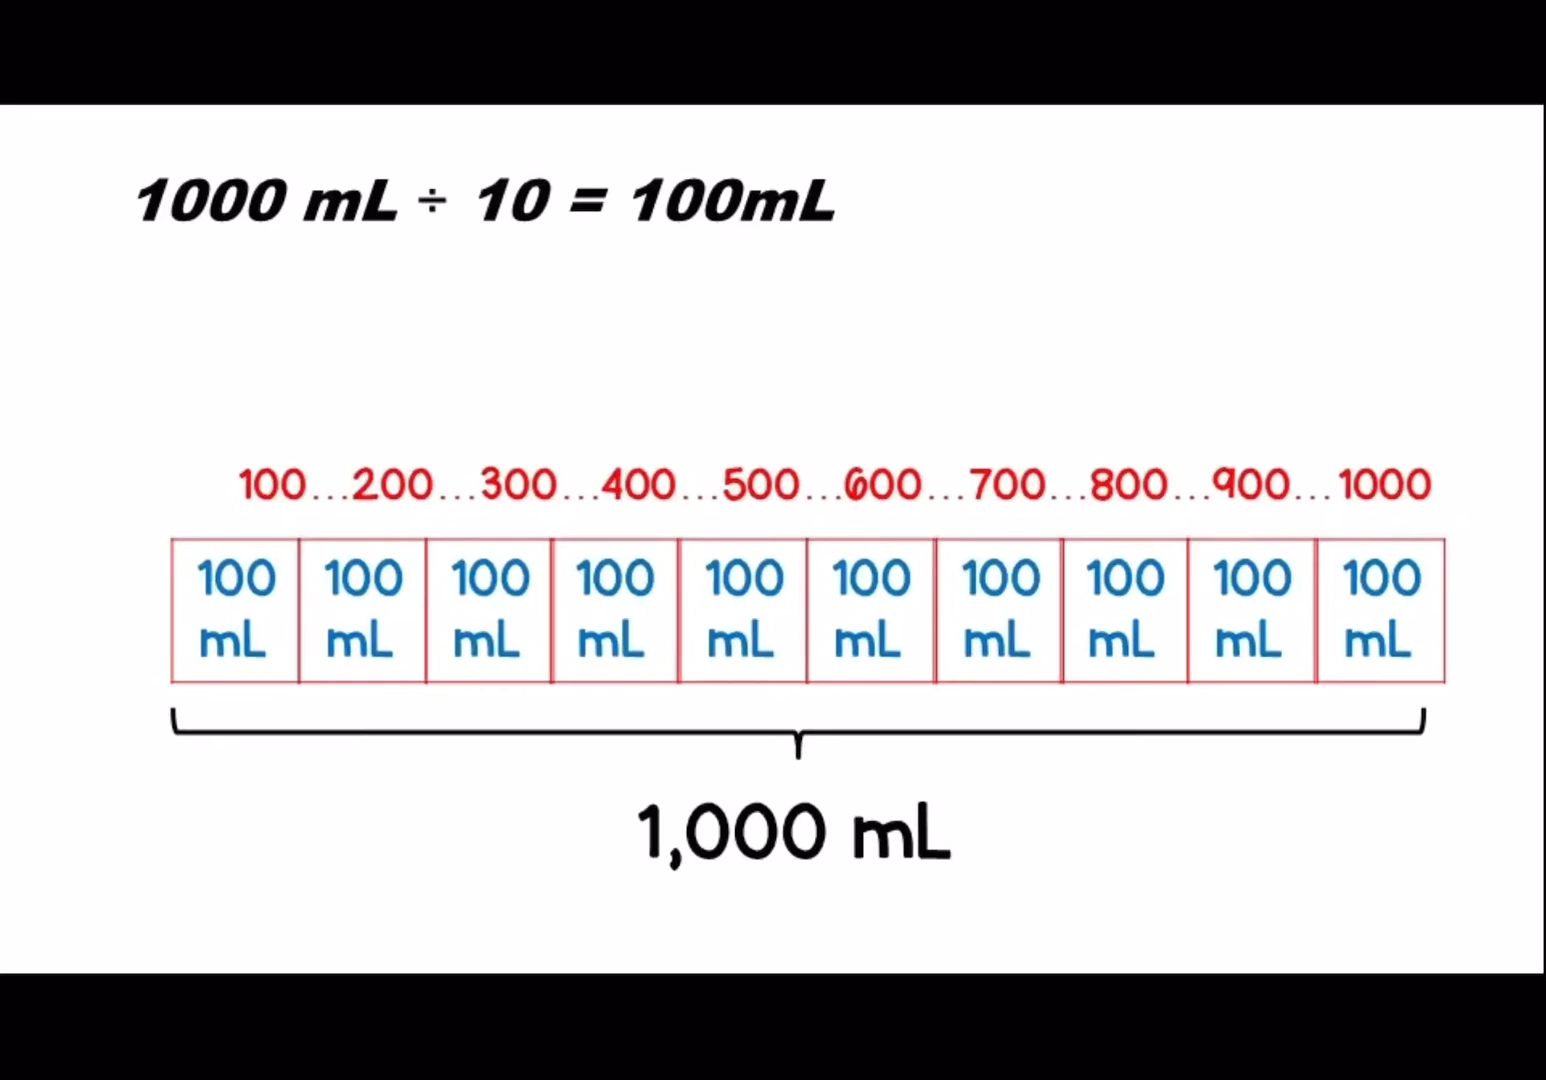 1000 mL ÷ 10 = 100mL
100...200...300...400...500...600...700...800...900...1000
100 100 100 100 100 100 100 100 100 100
mL mL mL mL mL mL mL mL mL mL
1,000 mL